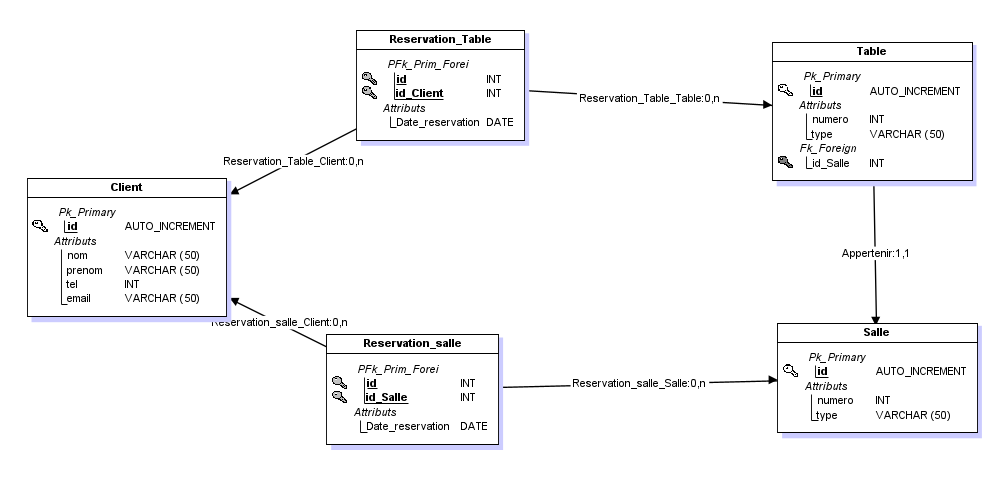 Reservation_Table
PFk_Prim_Forei
id INT
id_Client INT
Attributs
Date_reservation DATE
Table
Pk_Primary
id AUTO_INCREMENT
Attributs
numero INT
type VARCHAR (50)
Fk_Foreign
id_Salle INT
Reservation_Table_Table:0,n
Reservation_Table_Client:0,n
Client
Pk_Primary
id AUTO_INCREMENT
Attributs
nom VARCHAR (50)
prenom VARCHAR (50)
tel INT
email VARCHAR (50)
Appertenir:1,1
Reservation_salle_Client:0,n
Reservation_salle
PFk_Prim_Forei
id INT
id_Salle INT
Attributs
Date_reservation DATE
Reservation_salle_Salle:0,n
Salle
Pk_Primary
id AUTO_INCREMENT
Attributs
numero INT
type VARCHAR (50)